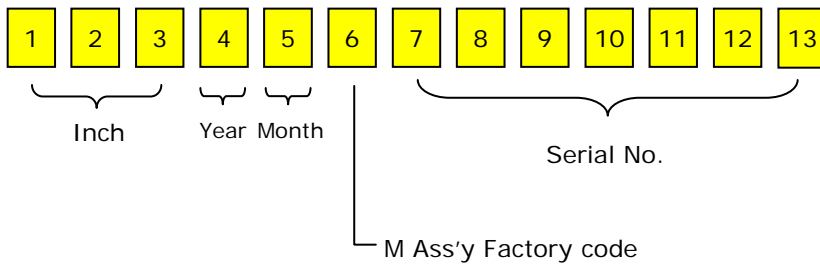 1 2 3 4 5 6 7 8 9 10 11 12 13
Inch Year Month
Serial No.
M Ass'y Factory code